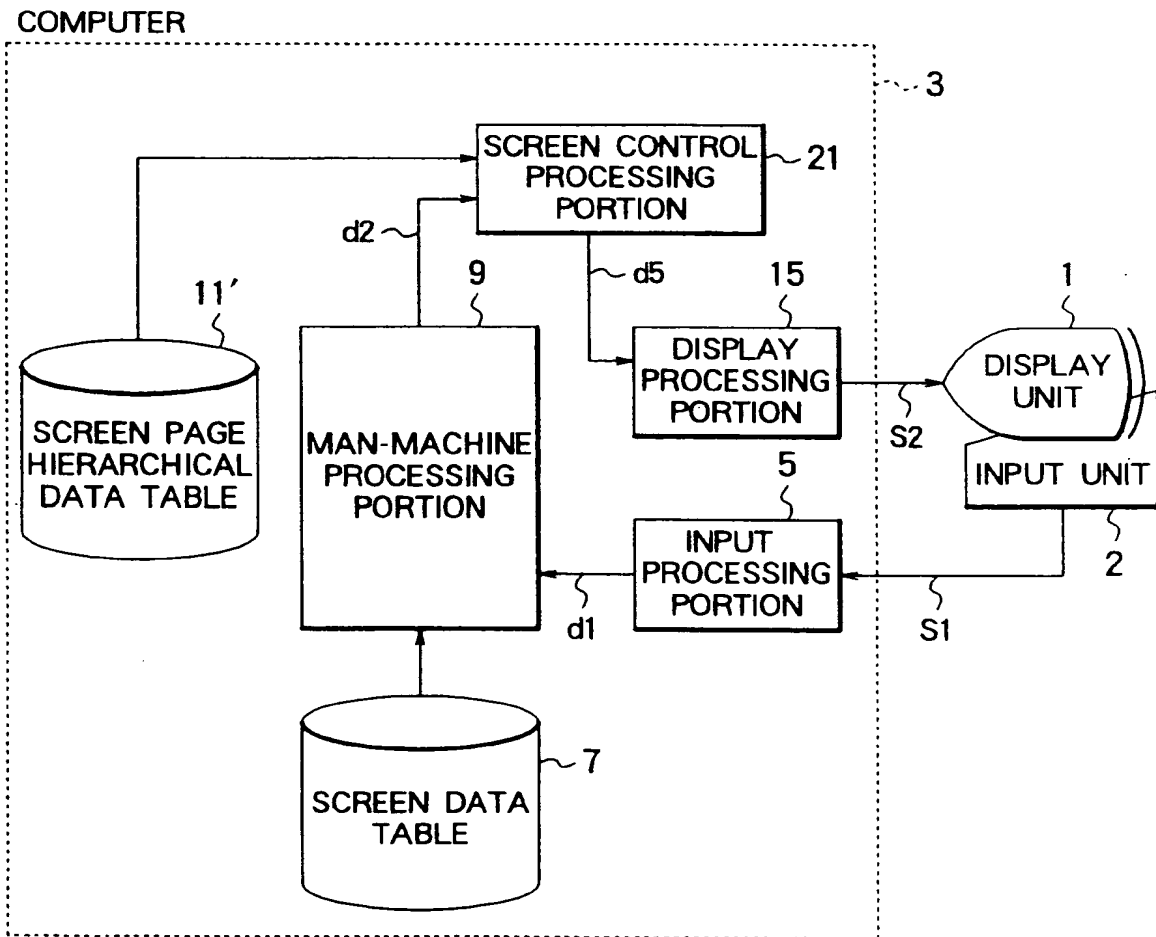 COMPUTER
3
SCREEN CONTROL
PROCESSING
PORTION
21
d2
d5
11′
9
15
1
SCREEN PAGE
HIERARCHICAL
DATA TABLE
MAN-MACHINE
PROCESSING
PORTION
DISPLAY
PROCESSING
PORTION
S2
DISPLAY
UNIT
INPUT UNIT
2
5
INPUT
PROCESSING
PORTION
d1
S1
7
SCREEN DATA
TABLE